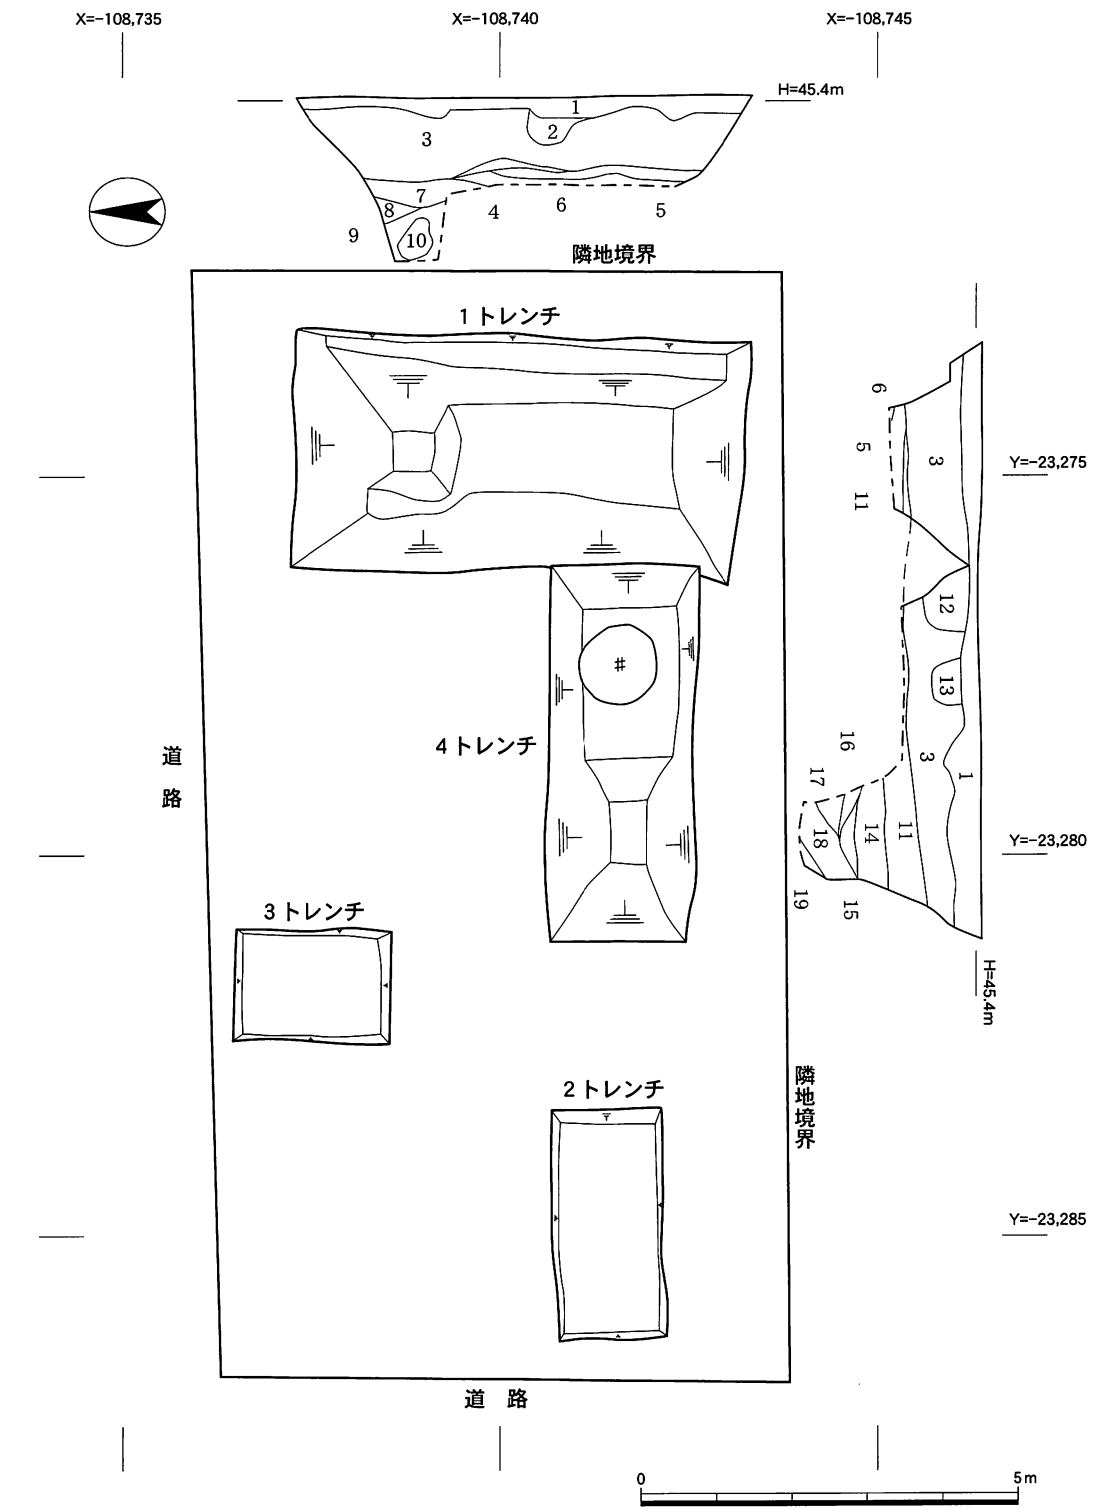 X=-108,735
X=-108,740
X=-108,745
H=45.4m
1
2
3
7
8
4
6
5
9
10
隣地境界
1トレンチ
6
5
3
Y=-23,275
11
12
13
#
4トレンチ
道路
16
3
17
1
18
14
11
Y=-23,280
19
15
3トレンチ
H=45.4m
隣地境界
2トレンチ
Y=-23,285
道 路
0
5m